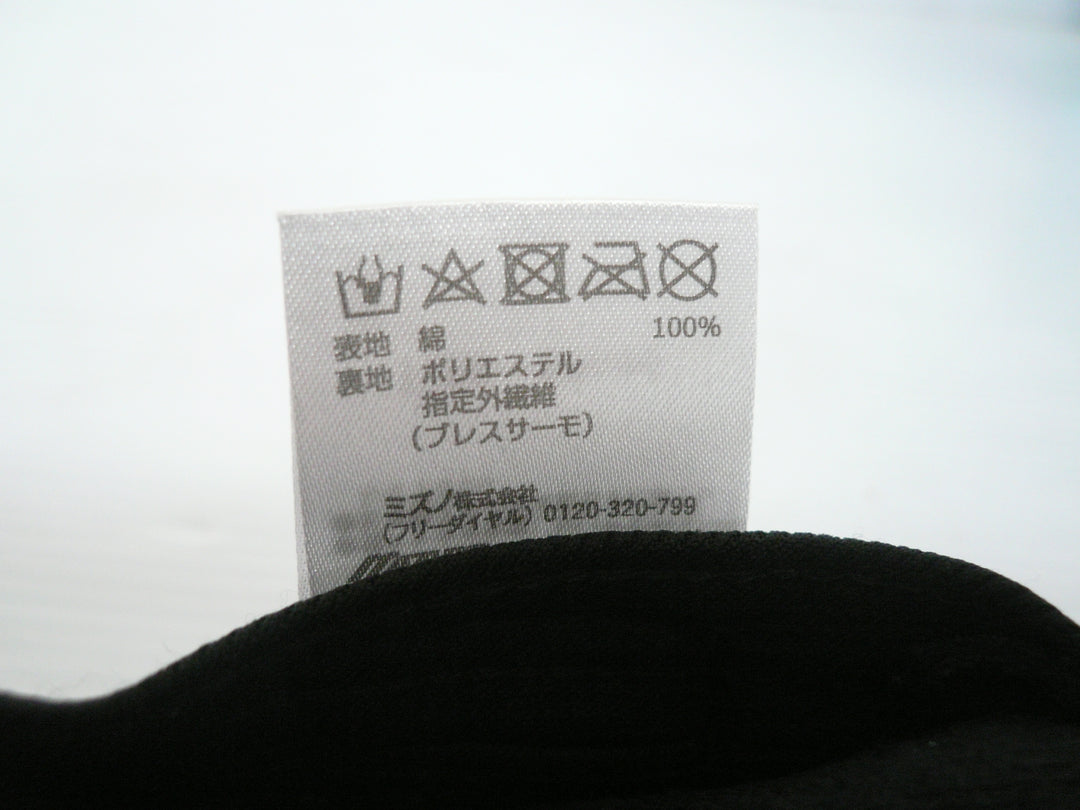 表地 綿 100%
裏地 ポリエステル
指定外繊維
(ブレスサーモ)
ミズノ株式会社
(フリーダイヤル) 0120-320-799